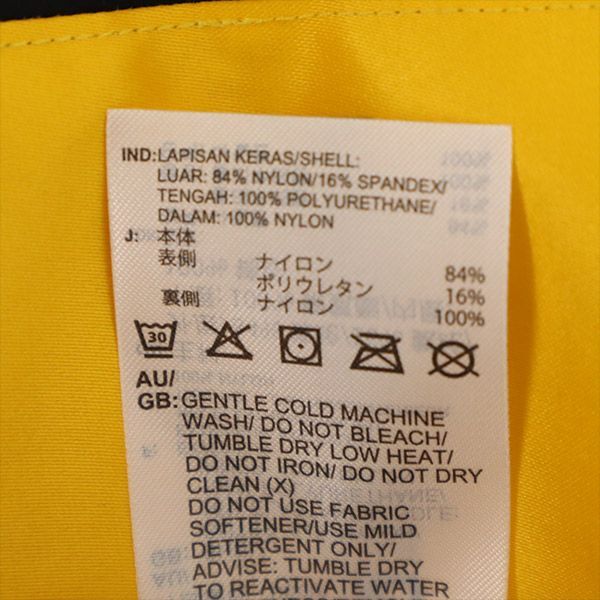 IND:LAPISAN KERAS/SHELL:
LUAR: 84% NYLON/16% SPANDEX/
TENGAH: 100% POLYURETHANE/
DALAM: 100% NYLON
J: 本体
表側 ナイロン 84%
ポリウレタン 16%
裏側 ナイロン 100%
30
AU/
GB: GENTLE COLD MACHINE
WASH/ DO NOT BLEACH/
TUMBLE DRY LOW HEAT/
DO NOT IRON/ DO NOT DRY
CLEAN (X)
DO NOT USE FABRIC
SOFTENER/USE MILD
DETERGENT ONLY/
ADVISE: TUMBLE DRY
TO REACTIVATE WATER